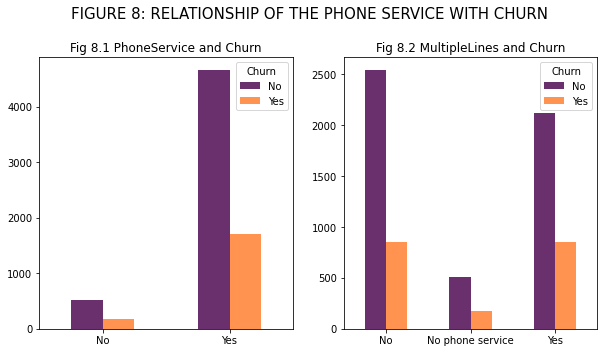 FIGURE 8: RELATIONSHIP OF THE PHONE SERVICE WITH CHURN
Fig 8.1 PhoneService and Churn
Churn
No
Yes
4000
3000
2000
1000
0
No
Yes
Fig 8.2 MultipleLines and Churn
Churn
No
Yes
2500
2000
1500
1000
500
0
No
No phone service
Yes